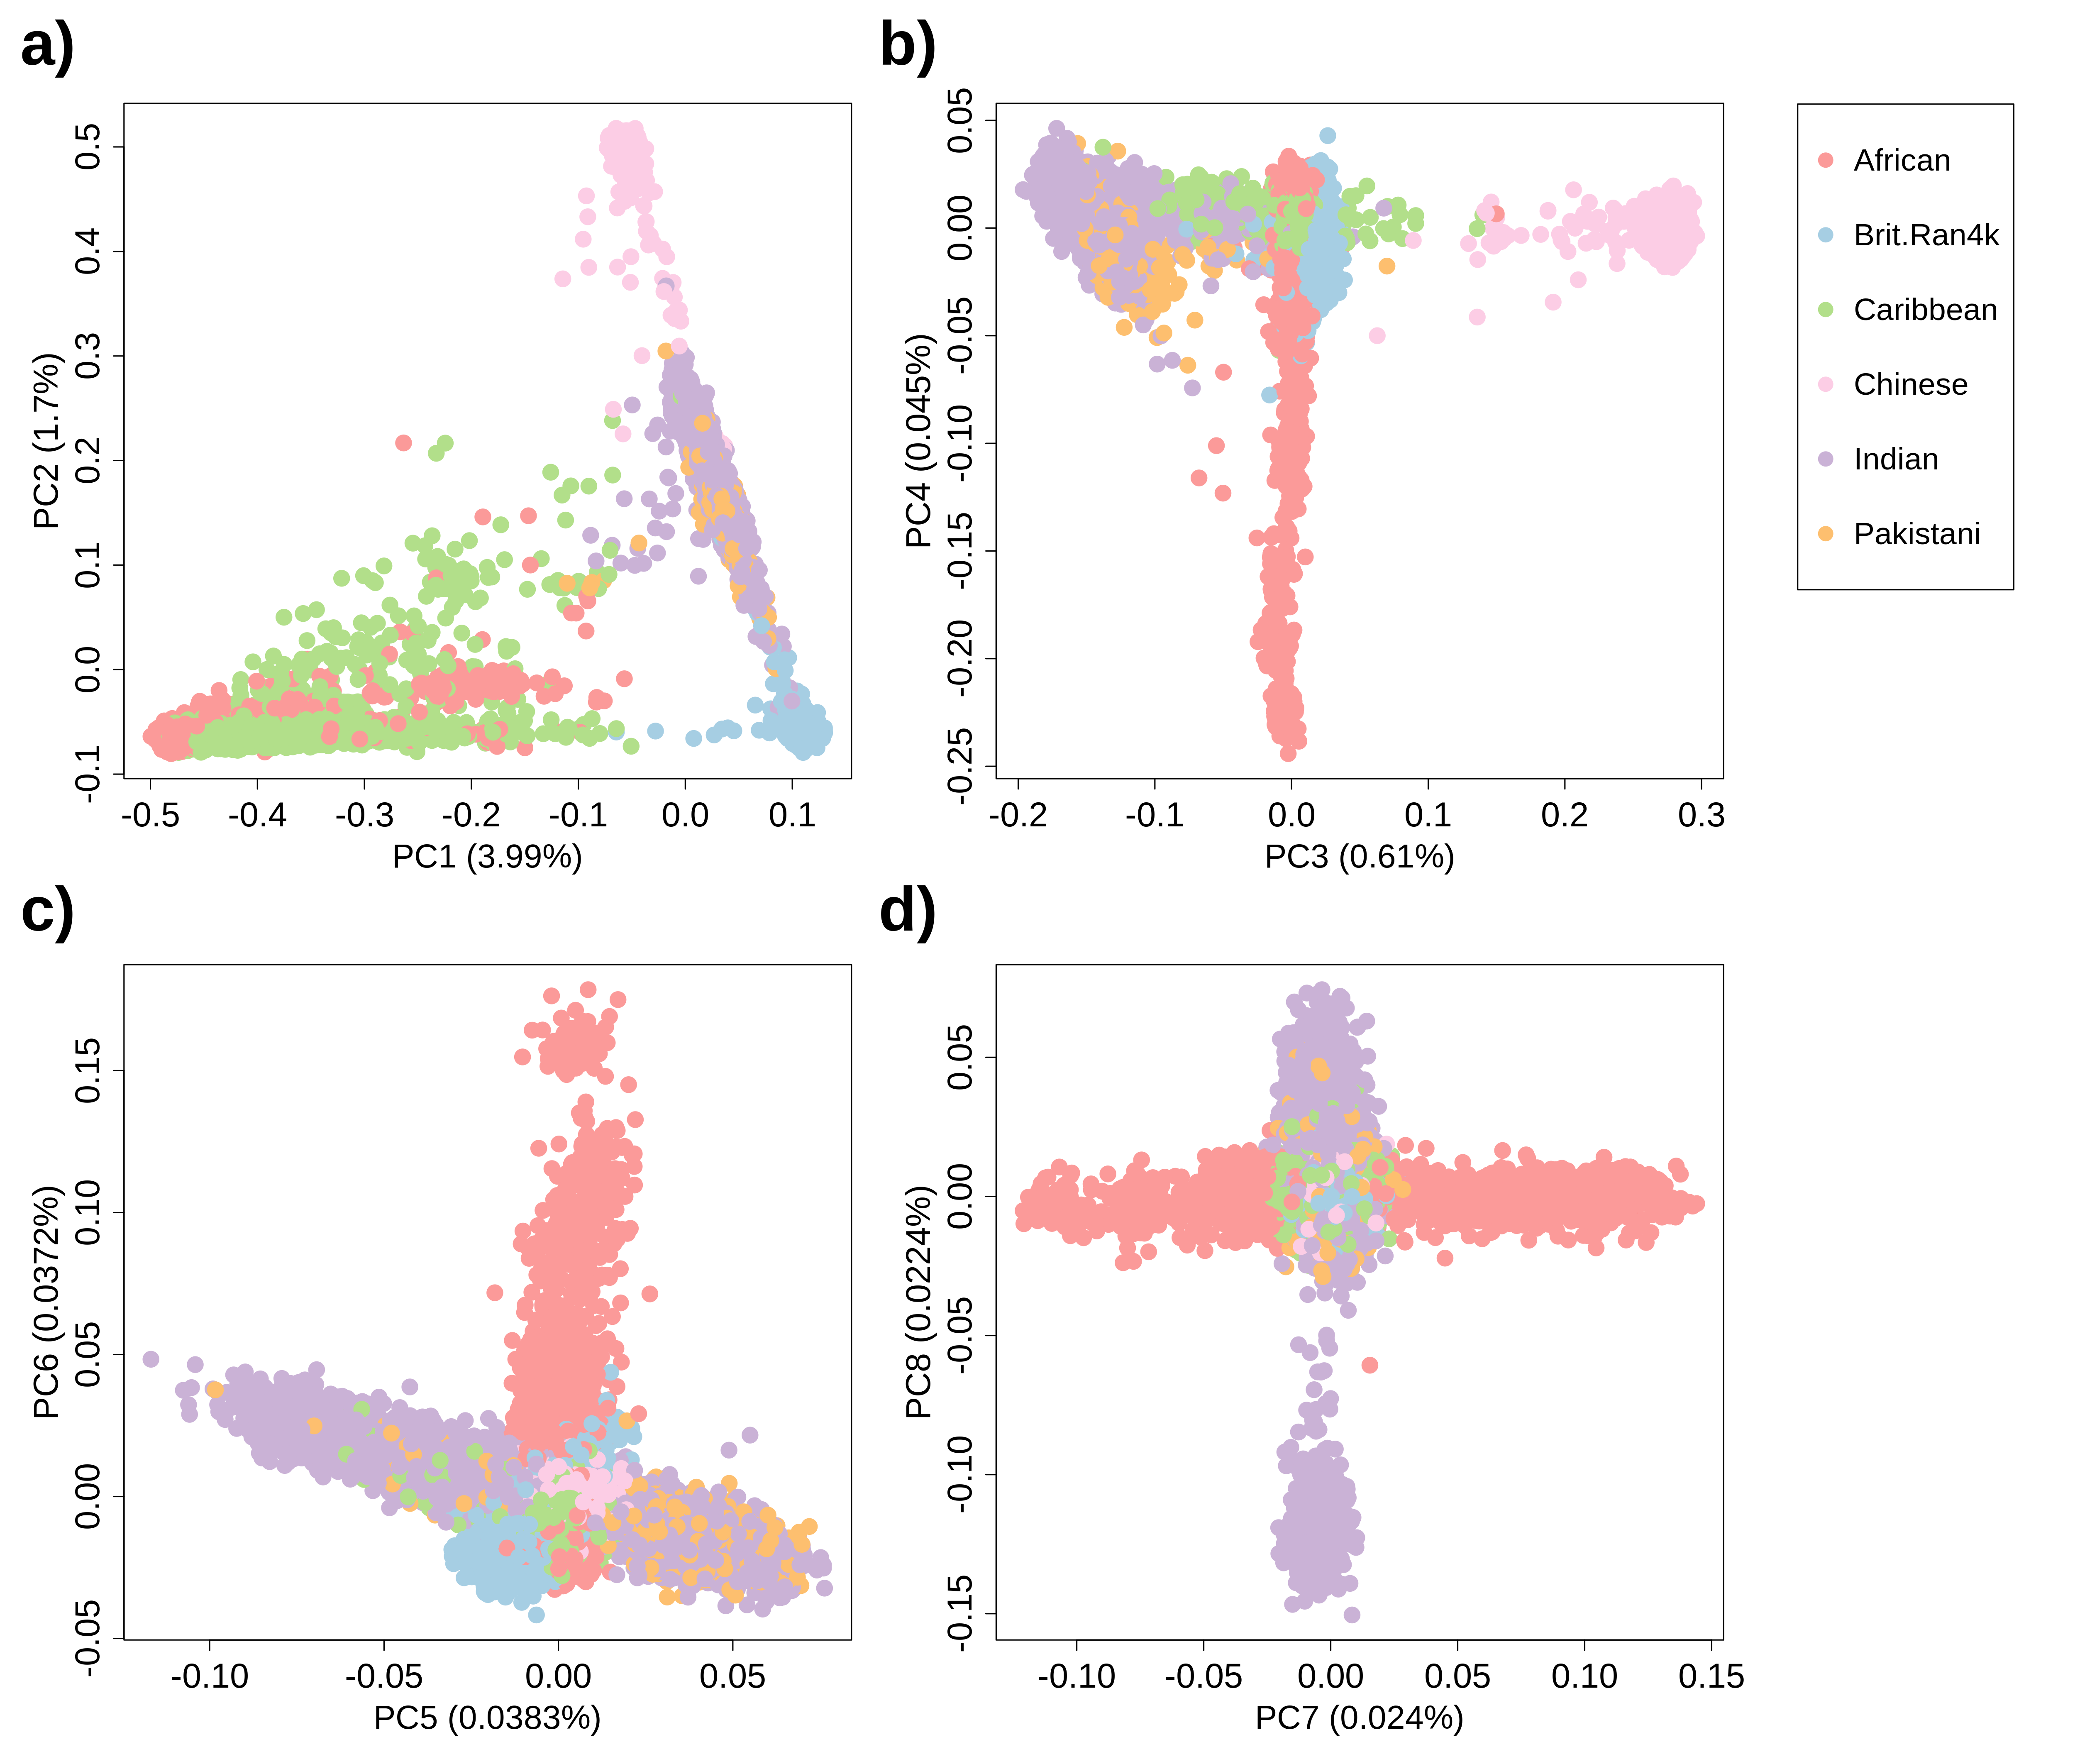 a)
PC2 (1.7%)
0.5
0.4
0.3
0.2
0.1
0.0
-0.1
-0.5 -0.4 -0.3 -0.2 -0.1 0.0 0.1
PC1 (3.99%)
b)
PC4 (0.045%)
0.05
0.00
-0.05
-0.10
-0.15
-0.20
-0.25
-0.2 -0.1 0.0 0.1 0.2 0.3
PC3 (0.61%)
African
Brit.Ran4k
Caribbean
Chinese
Indian
Pakistani
c)
PC6 (0.0372%)
0.15
0.10
0.05
0.00
-0.05
-0.10 -0.05 0.00 0.05
PC5 (0.0383%)
d)
PC8 (0.0224%)
0.05
0.00
-0.05
-0.10
-0.15
-0.10 -0.05 0.00 0.05 0.10 0.15
PC7 (0.024%)